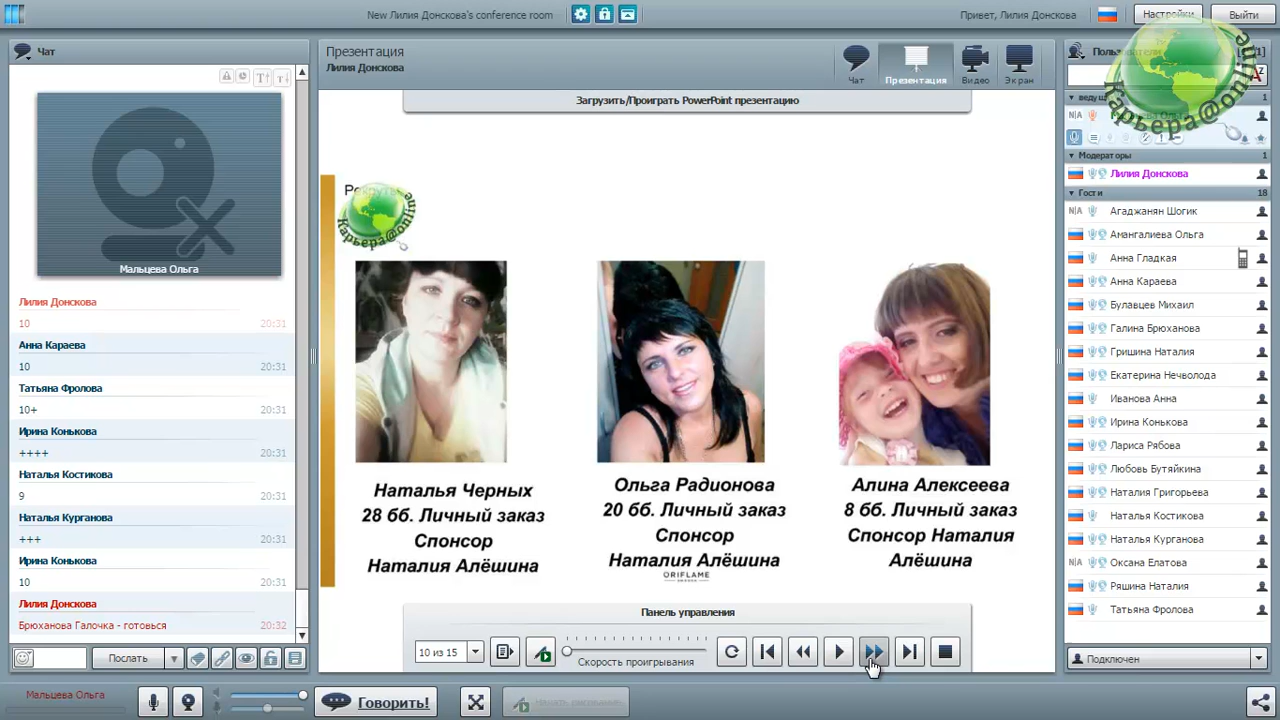 New Лилия Донскова's conference room
Привет, Лилия Донскова
Настройки
Выйти
Чат
T↑
T↓
Мальцева Ольга
Лилия Донскова
10 20:31
Анна Караева
10 20:31
Татьяна Фролова
10+ 20:31
Ирина Конькова
++++ 20:31
Наталья Костикова
9 20:31
Наталья Курганова
+++ 20:31
Ирина Конькова
10 20:31
Лилия Донскова
Брюханова Галочка - готовься 20:32
Послать
Мальцева Ольга
Говорить!
Презентация
Лилия Донскова
Чат
Презентация
Видео
Экран
Загрузить/Проиграть PowerPoint презентацию
Карьера@online
Наталья Черных
28 бб. Личный заказ
Спонсор
Наталия Алёшина
Ольга Радионова
20 бб. Личный заказ
Спонсор
Наталия Алёшина
ORIFLAME
Алина Алексеева
8 бб. Личный заказ
Спонсор Наталия
Алёшина
Панель управления
10 из 15
Скорость проигрывания
Карьера@online
Модераторы 1
Лилия Донскова
Гости 18
N|A Агаджанян Шогик
Амангалиева Ольга
Анна Гладкая
Анна Караева
Булавцев Михаил
Галина Брюханова
Гришина Наталия
Екатерина Нечволода
Иванова Анна
Ирина Конькова
Лариса Рябова
Любовь Бутяйкина
Наталия Григорьева
Наталья Костикова
Наталья Курганова
N|A Оксана Елатова
Ряшина Наталия
Татьяна Фролова
Подключен